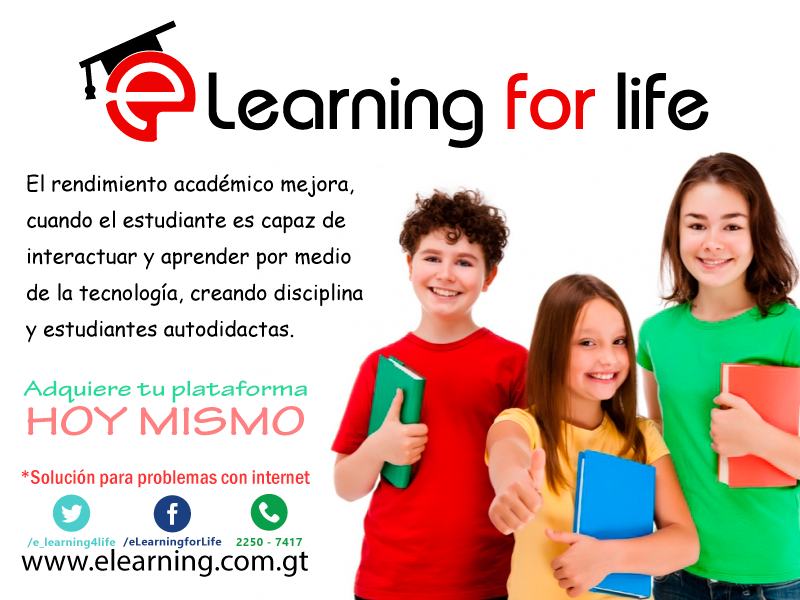 e Learning for life
El rendimiento académico mejora,
cuando el estudiante es capaz de
interactuar y aprender por medio
de la tecnología, creando disciplina
y estudiantes autodidactas.
Adquiere tu plataforma
HOY MISMO
*Solución para problemas con internet
/e_learning4life /eLearningforLife 2250 - 7417
www.elearning.com.gt